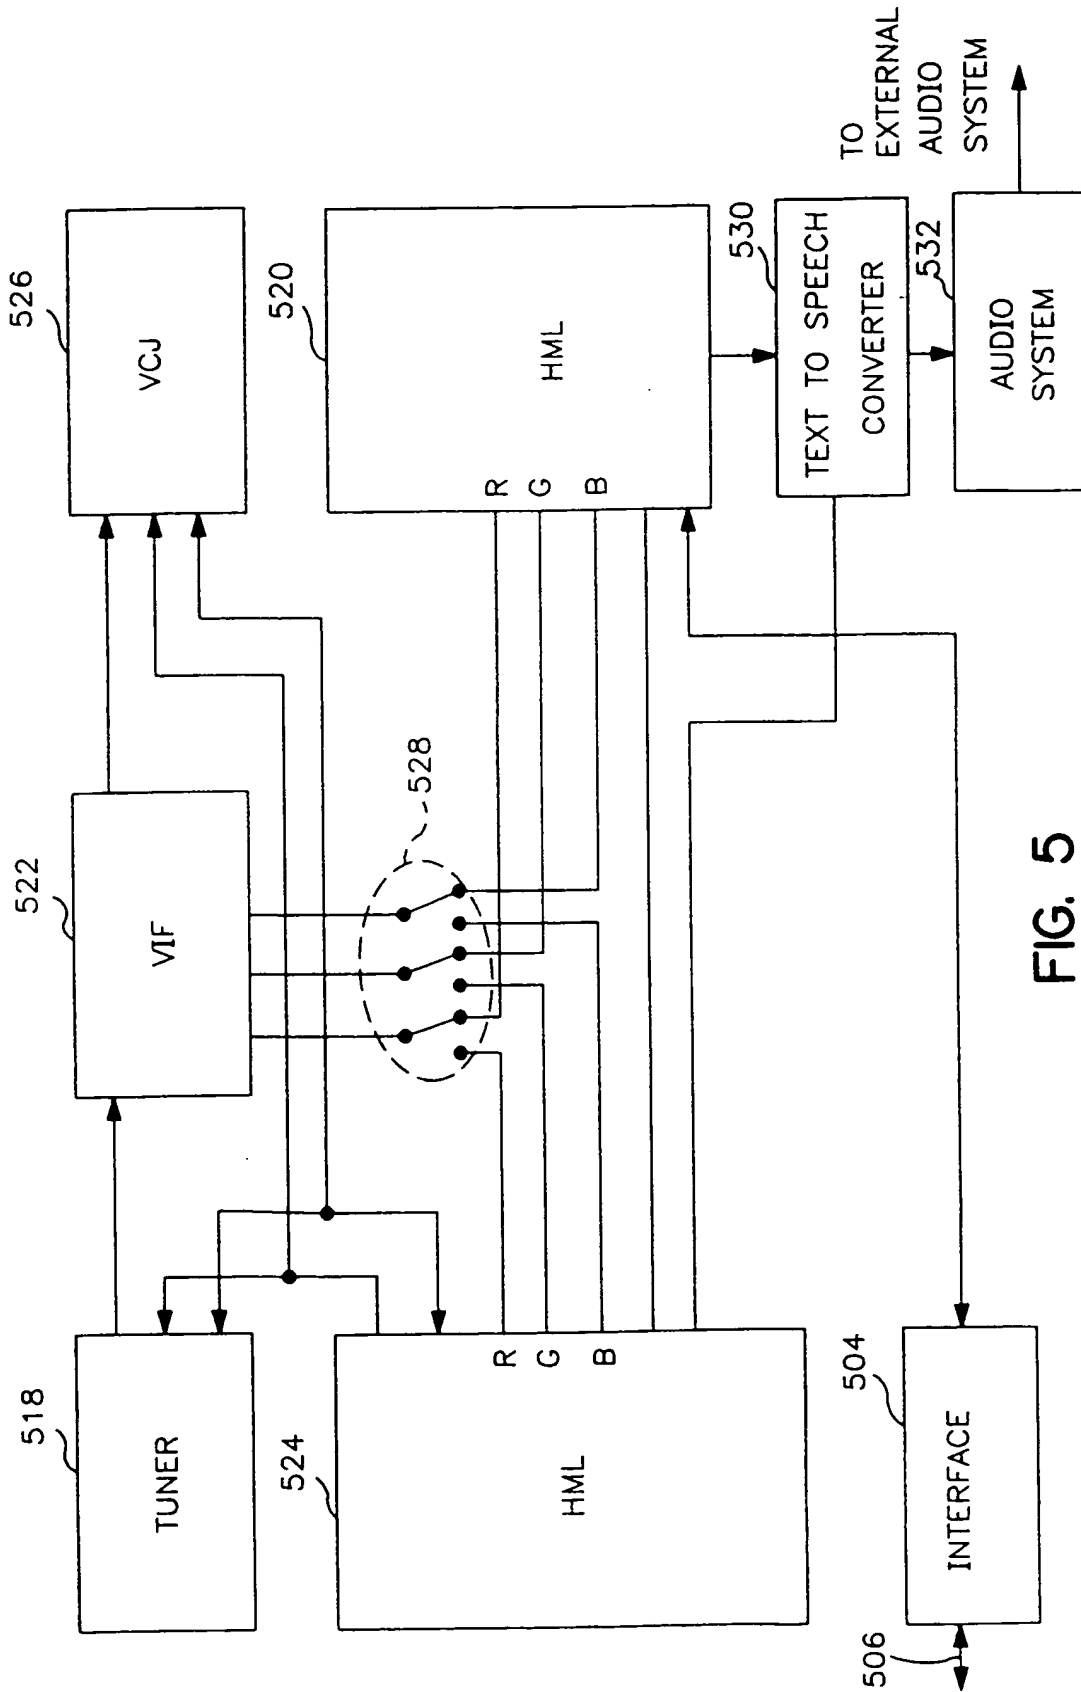 518
TUNER
522
VIF
526
VCJ
528
524
HML
R
G
B
520
HML
R
G
B
530
TEXT TO SPEECH
CONVERTER
532
AUDIO
SYSTEM
TO
EXTERNAL
AUDIO
SYSTEM
504
INTERFACE
506
FIG. 5